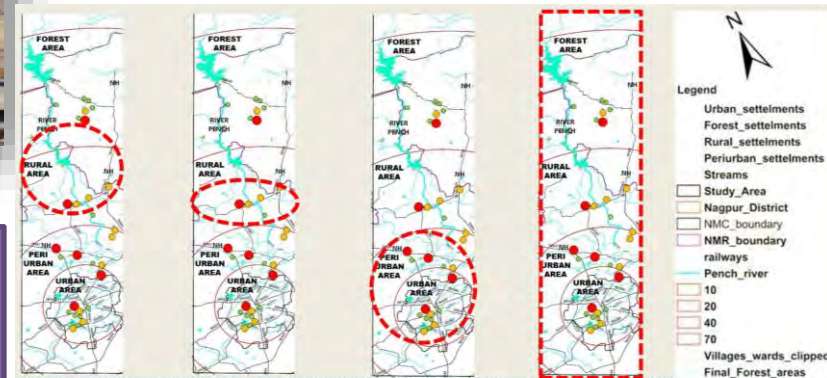 FOREST
AREA
NH
RIVER
PENCH
RURAL
AREA
NH
NH
PERI
URBAN
AREA
URBAN
AREA
FOREST
AREA
NH
RIVER
PENCH
RURAL
AREA
NH
NH
PERI
URBAN
AREA
URBAN
AREA
FOREST
AREA
NH
RIVER
PENCH
RURAL
AREA
NH
NH
PERI
URBAN
AREA
URBAN
AREA
FOREST
AREA
NH
RIVER
PENCH
RURAL
AREA
NH
NH
PERI
URBAN
AREA
URBAN
AREA
N
Legend
Urban_settelments
Forest_settelments
Rural_settelments
Periurban_settelments
Streams
Study_Area
Nagpur_District
NMC_boundary
NMR_boundary
railways
Pench_river
10
20
40
70
Villages_wards_clipped
Final_Forest_areas